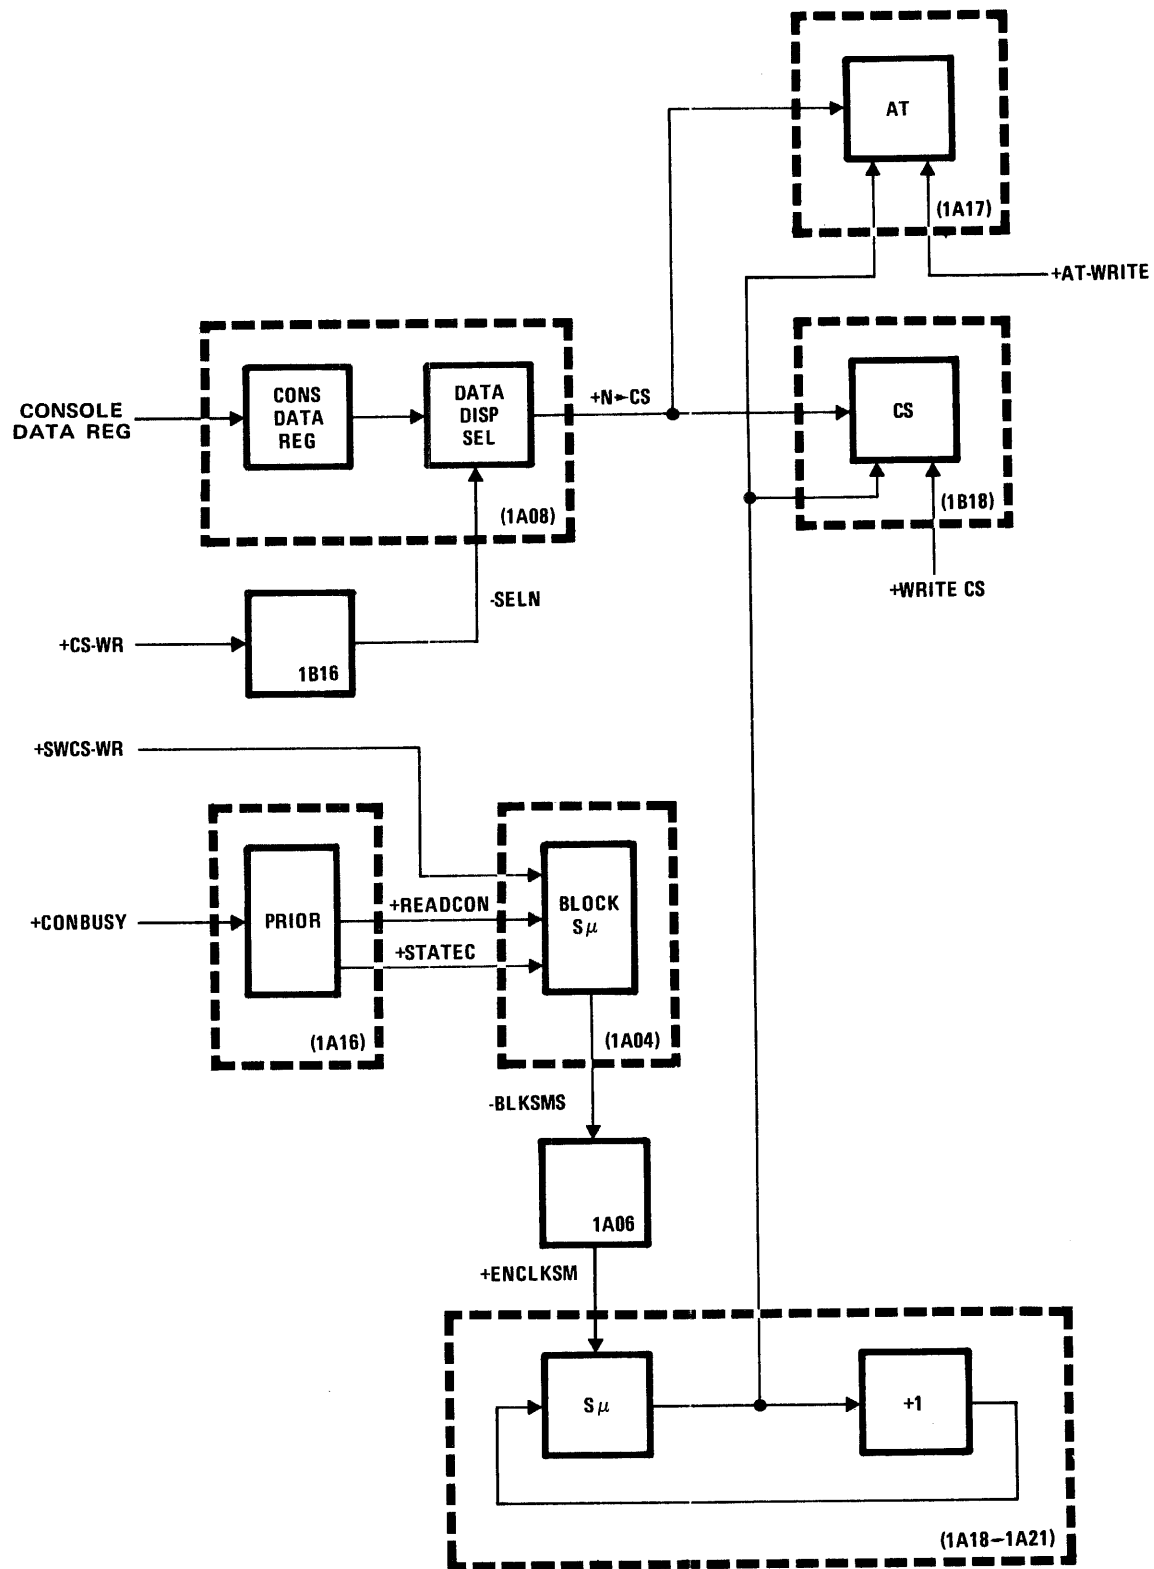 AT
(1A17)
+AT-WRITE
CONSOLE
DATA REG
CONS
DATA
REG
DATA
DISP
SEL
(1A08)
+N←CS
CS
(1B18)
+WRITE CS
-SELN
+CS-WR
1B16
+SWCS-WR
+CONBUSY
PRIOR
(1A16)
+READCON
+STATEC
BLOCK
Sμ
(1A04)
-BLKSMS
1A06
+ENCLKSM
Sμ
+1
(1A18–1A21)